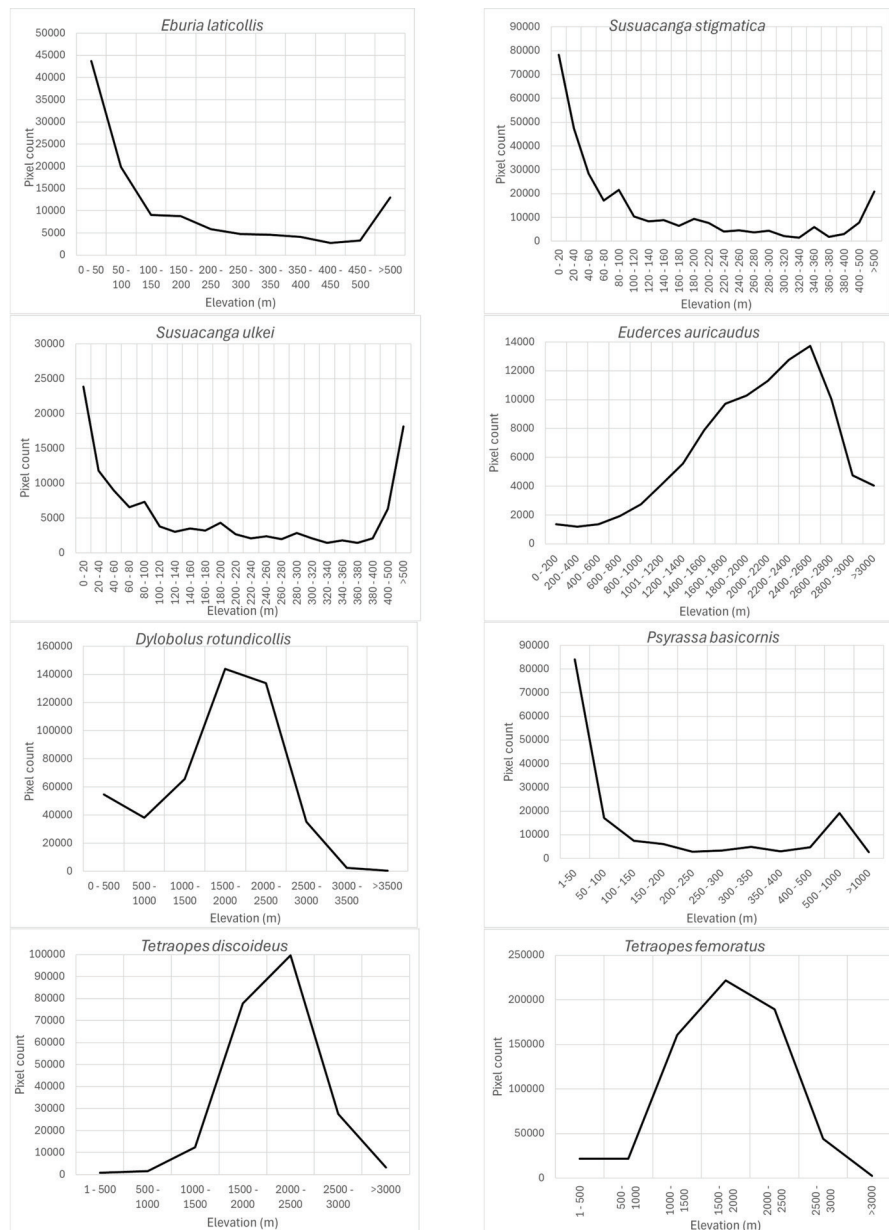 Eburia laticollis
50000
45000
40000
35000
30000
25000
20000
15000
10000
5000
0
Pixel count
0 - 50
50 - 100
100 - 150
150 - 200
200 - 250
250 - 300
300 - 350
350 - 400
400 - 450
450 - 500
>500
Elevation (m)
Susuacanga stigmatica
90000
80000
70000
60000
50000
40000
30000
20000
10000
0
Pixel count
0 - 20
20 - 40
40 - 60
60 - 80
80 - 100
100 - 120
120 - 140
140 - 160
160 - 180
180 - 200
200 - 220
220 - 240
240 - 260
260 - 280
280 - 300
300 - 320
320 - 340
340 - 360
360 - 380
380 - 400
400 - 500
>500
Elevation (m)
Susuacanga ulkei
30000
25000
20000
15000
10000
5000
0
Pixel count
0 - 20
20 - 40
40 - 60
60 - 80
80 - 100
100 - 120
120 - 140
140 - 160
160 - 180
180 - 200
200 - 220
220 - 240
240 - 260
260 - 280
280 - 300
300 - 320
320 - 340
340 - 360
360 - 380
380 - 400
400 - 500
>500
Elevation (m)
Euderces auricaudus
14000
12000
10000
8000
6000
4000
2000
0
Pixel count
0 - 200
200 - 400
400 - 600
600 - 800
800 - 1000
1001 - 1200
1200 - 1400
1400 - 1600
1600 - 1800
1800 - 2000
2000 - 2200
2200 - 2400
2400 - 2600
2600 - 2800
2800 - 3000
>3000
Elevation (m)
Dylobolus rotundicollis
160000
140000
120000
100000
80000
60000
40000
20000
0
Pixel count
0 - 500
500 - 1000
1000 - 1500
1500 - 2000
2000 - 2500
2500 - 3000
3000 - 3500
>3500
Elevation (m)
Psyrassa basicornis
90000
80000
70000
60000
50000
40000
30000
20000
10000
0
Pixel count
1-50
50 - 100
100 - 150
150 - 200
200 - 250
250 - 300
300 - 350
350 - 400
400 - 500
500 - 1000
>1000
Elevation (m)
Tetraopes discoideus
100000
90000
80000
70000
60000
50000
40000
30000
20000
10000
0
Pixel count
1 - 500
500 - 1000
1000 - 1500
1500 - 2000
2000 - 2500
2500 - 3000
>3000
Elevation (m)
Tetraopes femoratus
250000
200000
150000
100000
50000
0
Pixel count
1 - 500
500 - 1000
1000 - 1500
1500 - 2000
2000 - 2500
2500 - 3000
>3000
Elevation (m)